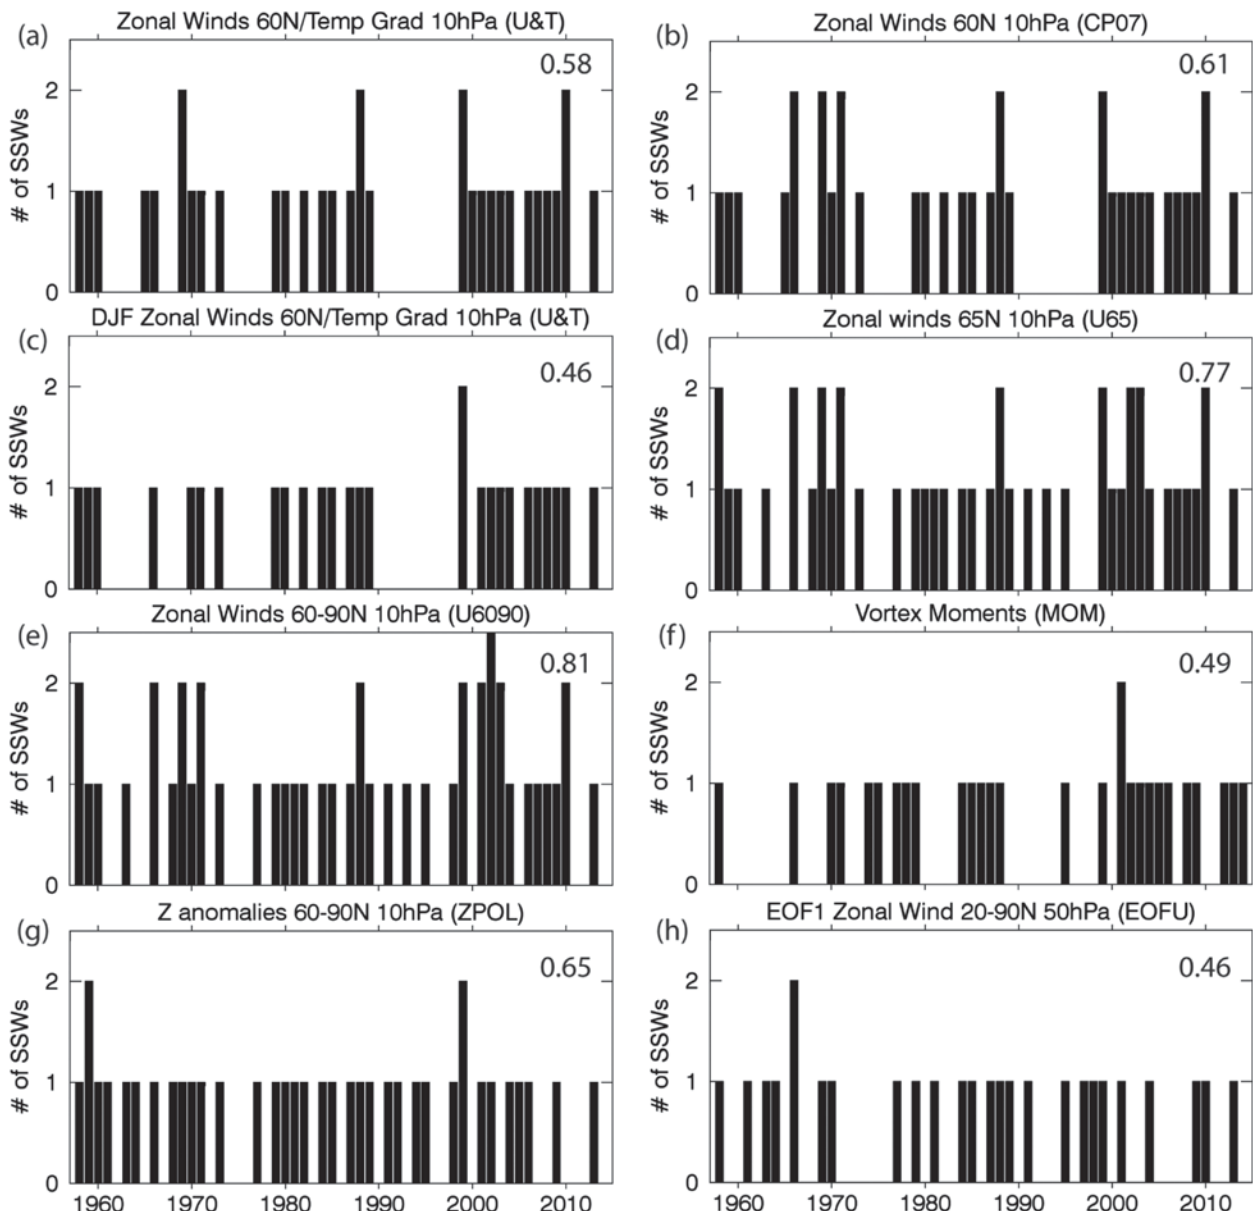 (a) Zonal Winds 60N/Temp Grad 10hPa (U&T)
0.58
# of SSWs
2
1
0
(b) Zonal Winds 60N 10hPa (CP07)
0.61
# of SSWs
2
1
0
(c) DJF Zonal Winds 60N/Temp Grad 10hPa (U&T)
0.46
# of SSWs
2
1
0
(d) Zonal winds 65N 10hPa (U65)
0.77
# of SSWs
2
1
0
(e) Zonal Winds 60-90N 10hPa (U6090)
0.81
# of SSWs
2
1
0
(f) Vortex Moments (MOM)
0.49
# of SSWs
2
1
0
(g) Z anomalies 60-90N 10hPa (ZPOL)
0.65
# of SSWs
2
1
0
1960 1970 1980 1990 2000 2010
(h) EOF1 Zonal Wind 20-90N 50hPa (EOFU)
0.46
# of SSWs
2
1
0
1960 1970 1980 1990 2000 2010